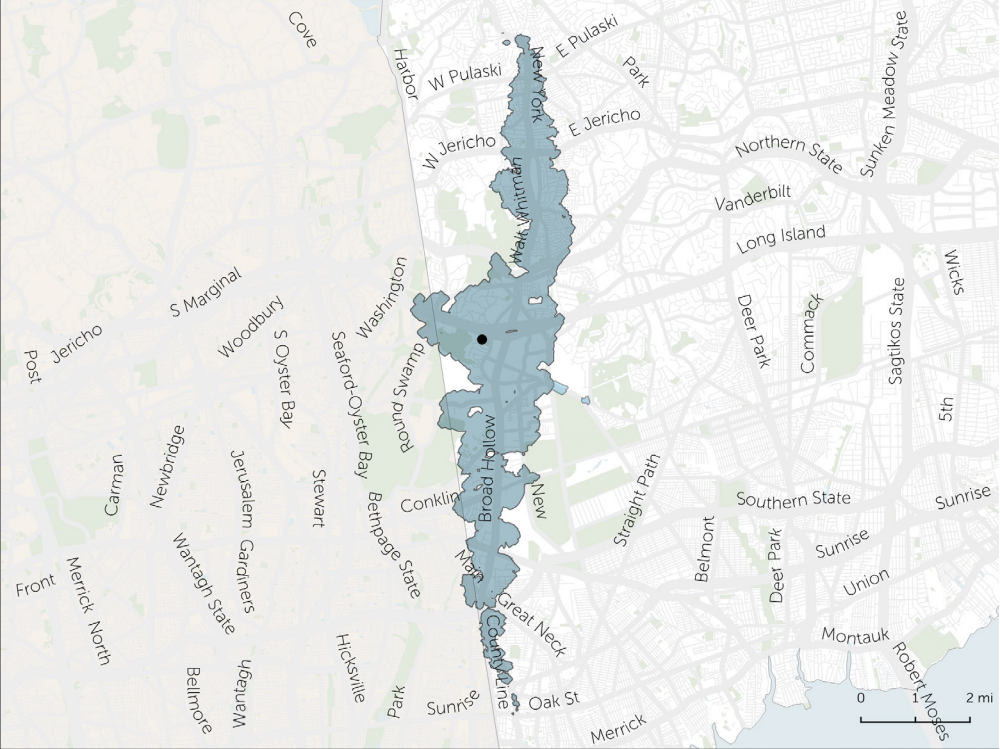 Cove
E Pulaski
New York
Sunken Meadow State
Harbor
W Pulaski
Park
E Jericho
W Jericho
Northern State
Walt Whitman
Vanderbilt
Long Island
Wicks
Washington
S Marginal
Woodbury
Jericho
Post
S Oyster Bay
Seaford-Oyster Bay
Round Swamp
Deer Park
Commack
Sagtikos State
5th
Carman
Newbridge
Jerusalem
Stewart
Conklin
Broad Hollow
New
Straight Path
Southern State
Sunrise
Bethpage State
Wantagh State
Gardiners
Front
Merrick
North
Main
Belmont
Deer Park
Sunrise
Union
Great Neck
County Line
Montauk
Robert Moses
Hicksville
Bellmore
Wantagh
Park
Sunrise
Oak St
Merrick
0 1 2 mi